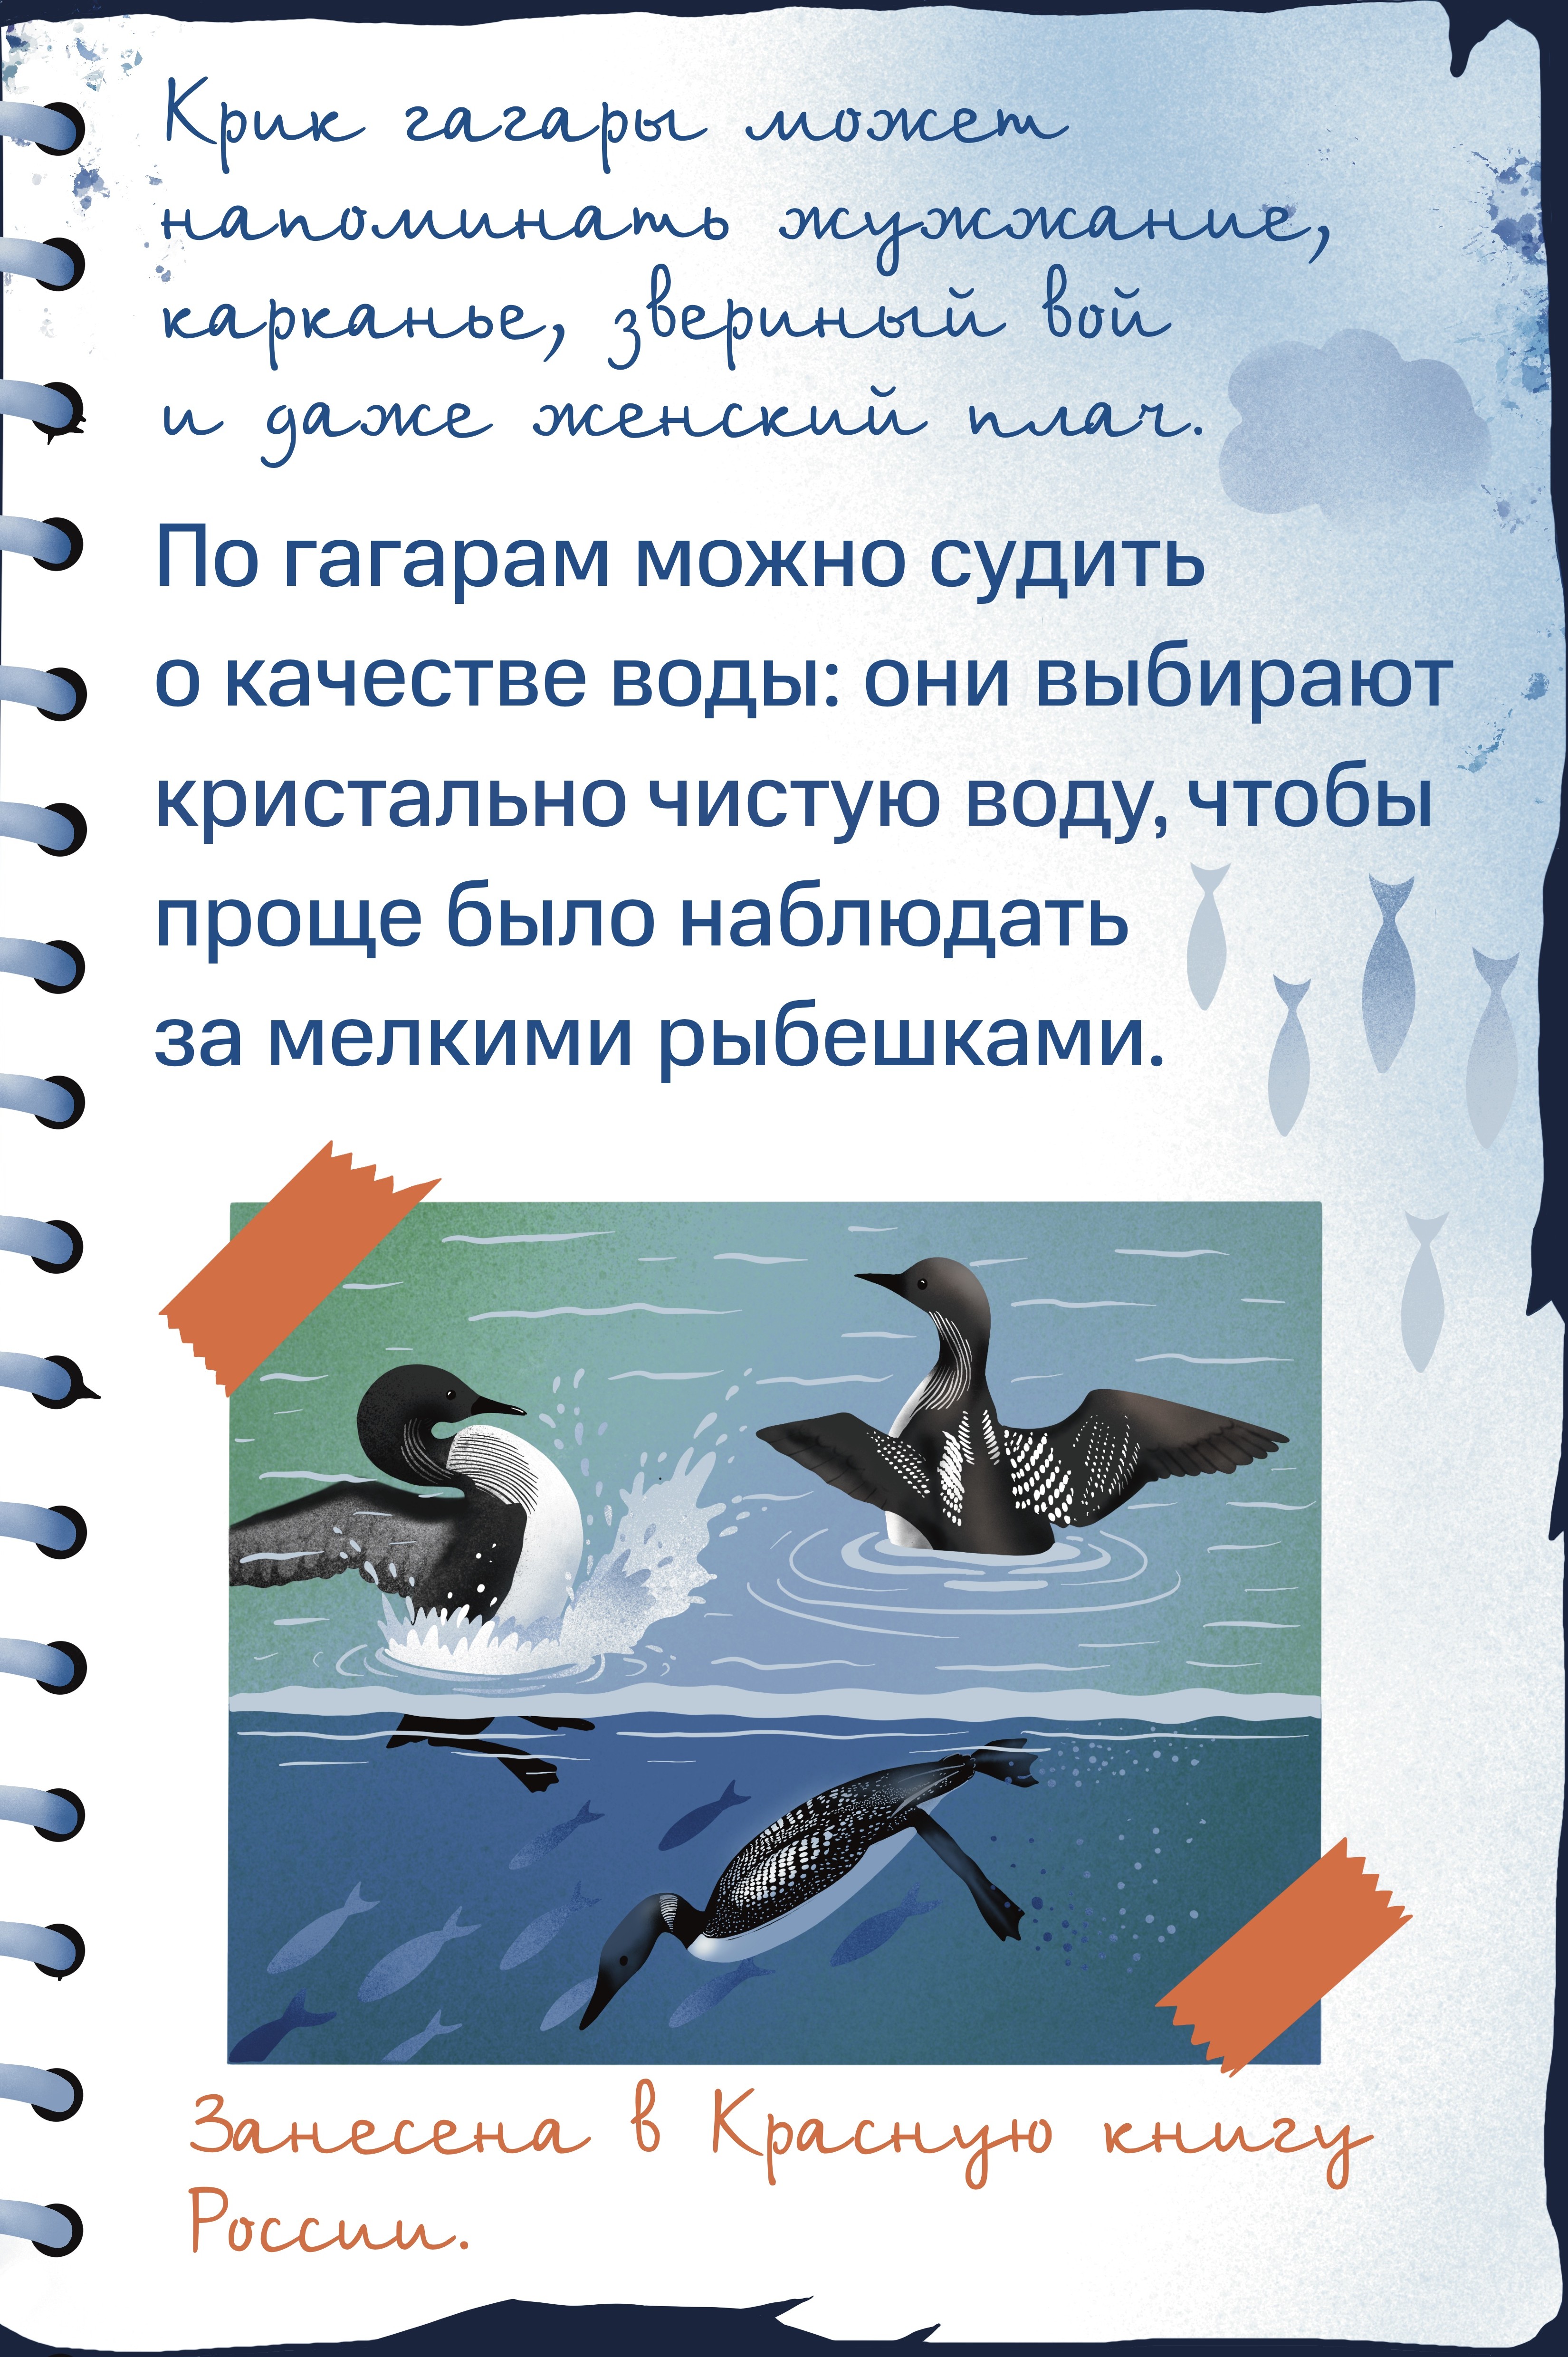 Крик гагары может
напоминать жужжание,
карканье, звериный вой
и даже женский плач.
По гагарам можно судить
о качестве воды: они выбирают
кристально чистую воду, чтобы
проще было наблюдать
за мелкими рыбешками.
Занесена в Красную книгу
России.